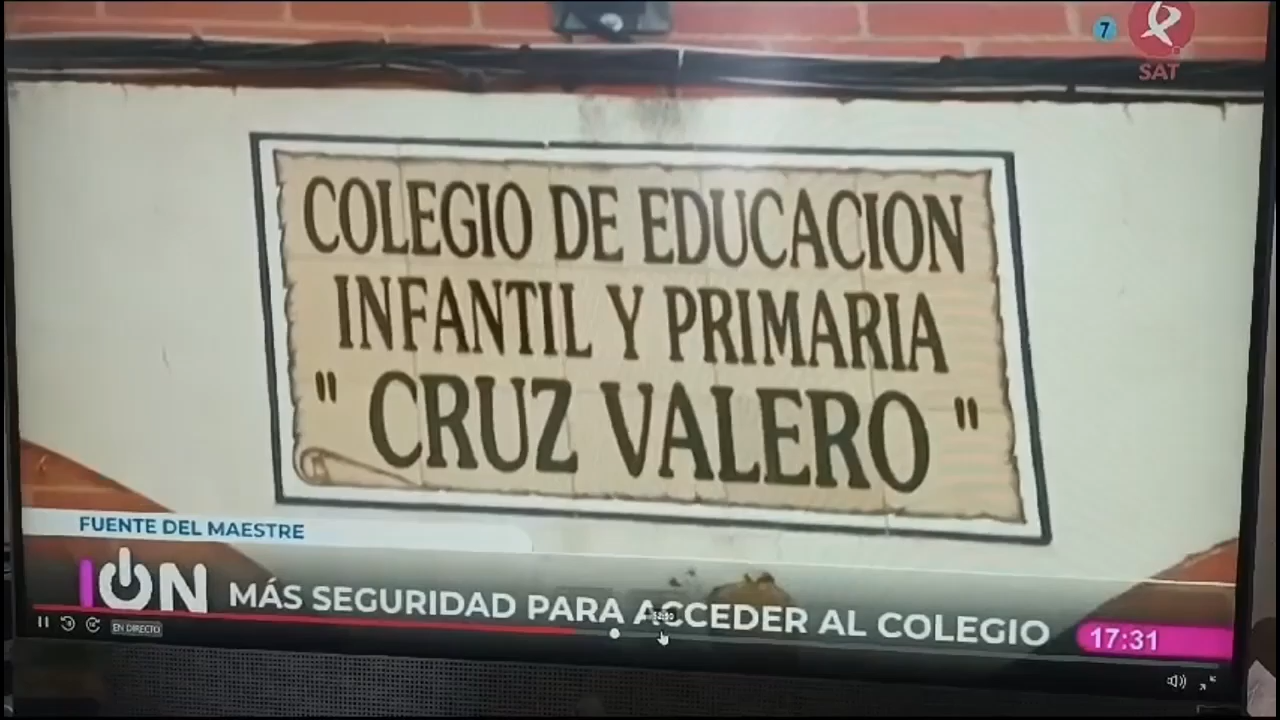 7
SAT
COLEGIO DE EDUCACION
INFANTIL Y PRIMARIA
" CRUZ VALERO "
FUENTE DEL MAESTRE
ION MÁS SEGURIDAD PARA ACCEDER AL COLEGIO
17:31
EN DIRECTO